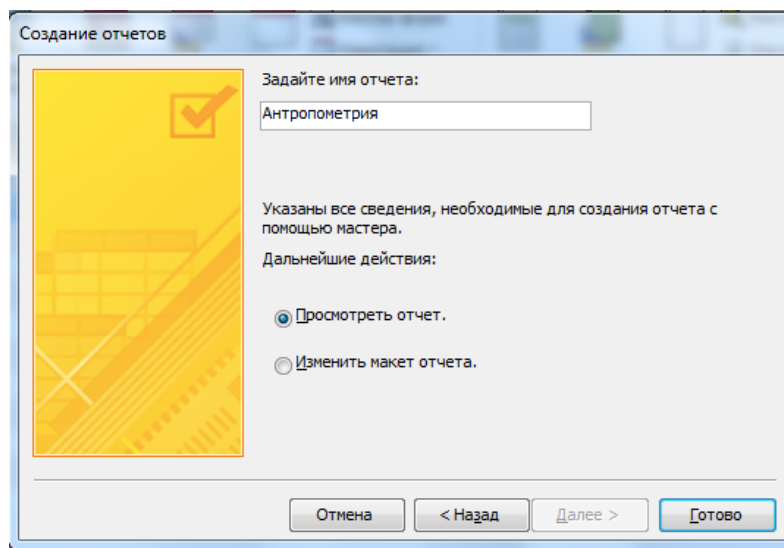 Создание отчетов
Задайте имя отчета:
Антропометрия
Указаны все сведения, необходимые для создания отчета с
помощью мастера.
Дальнейшие действия:
Просмотреть отчет.
Изменить макет отчета.
Отмена
< Назад
Далее >
Готово